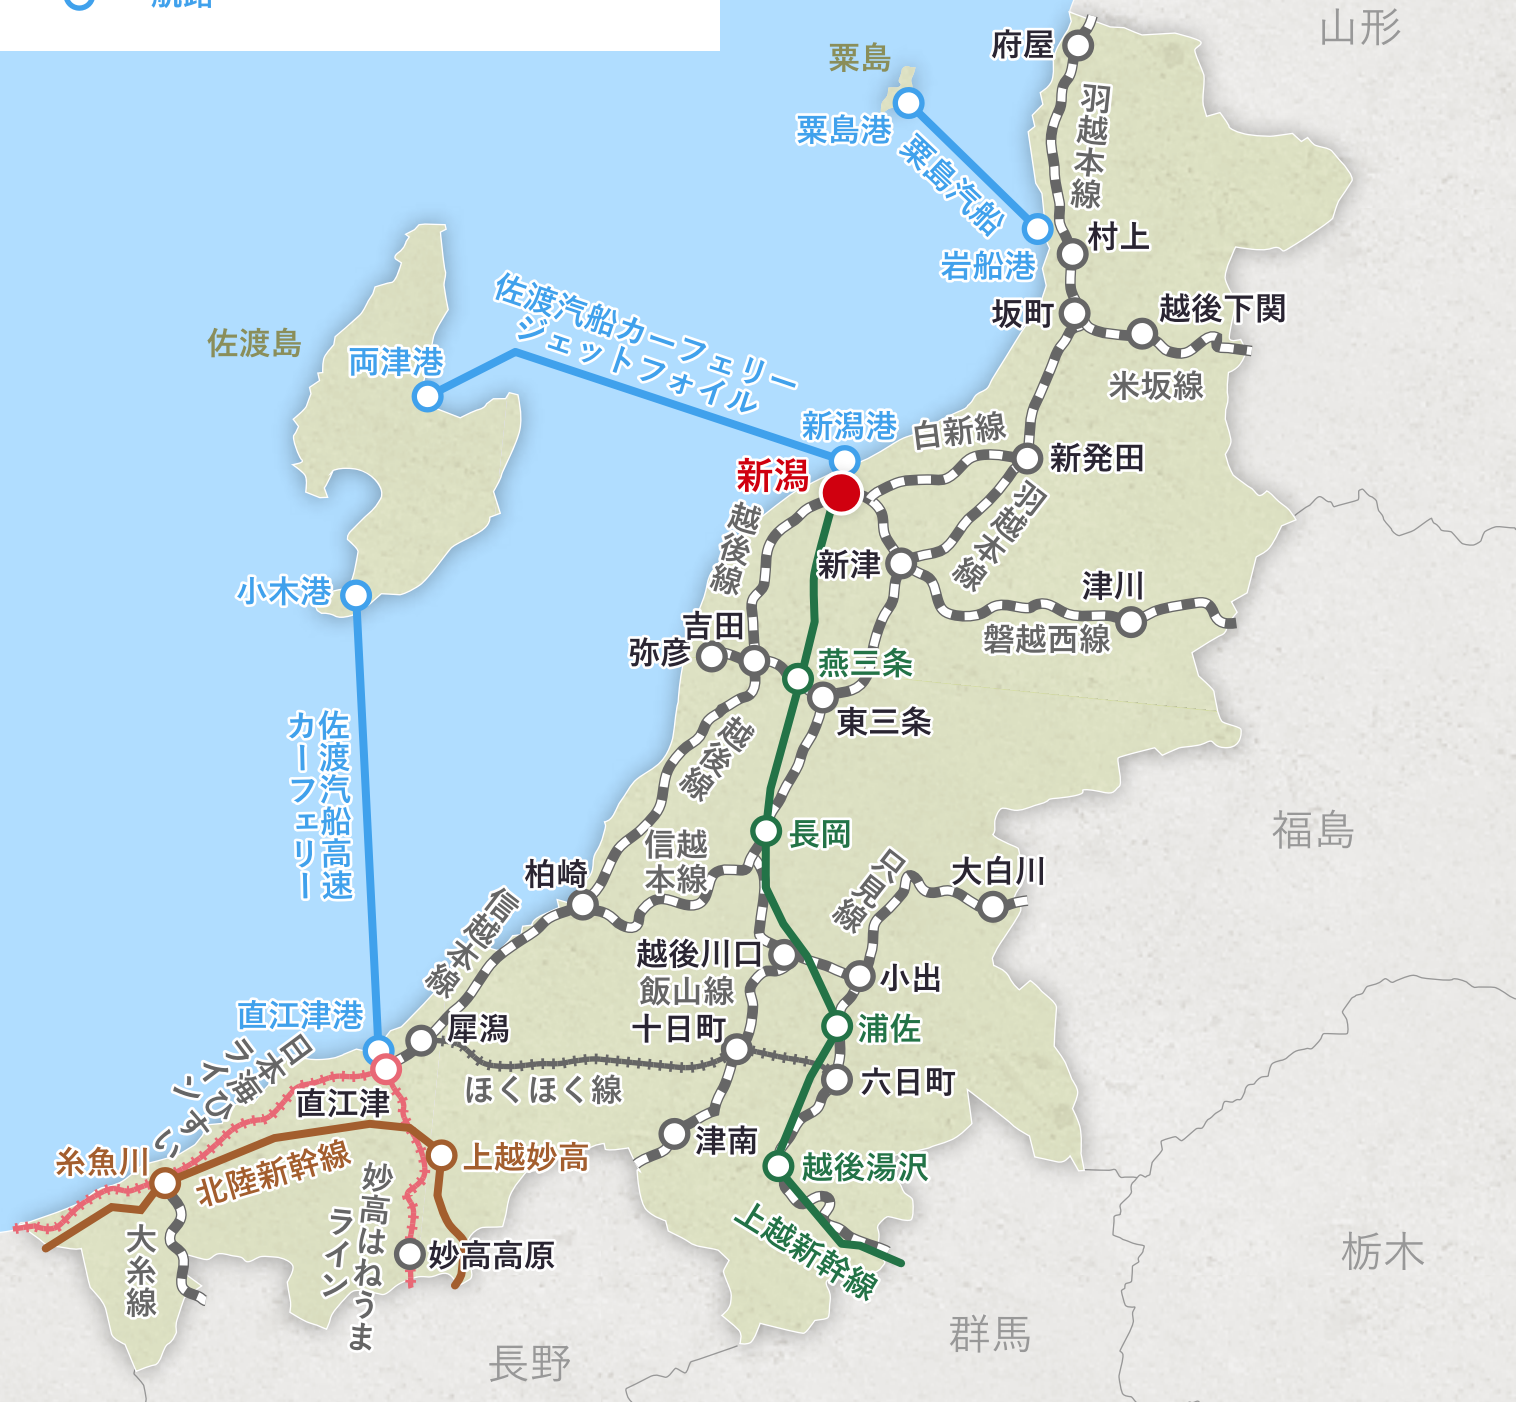 航路
山形
粟島
府屋
羽越本線
粟島港
粟島汽船
岩船港
村上
佐渡汽船カーフェリー
ジェットフォイル
坂町
越後下関
佐渡島
両津港
米坂線
新潟港
白新線
新発田
新潟
羽越本線
越後線
新津
津川
小木港
吉田
弥彦
磐越西線
燕三条
東三条
佐渡汽船高速
カーフェリー
越後線
信越
本線
長岡
福島
柏崎
只見線
大白川
信越本線
越後川口
飯山線
小出
直江津港
犀潟
十日町
浦佐
日本海ひすい
ライン
ほくほく線
六日町
直江津
津南
糸魚川
北陸新幹線
上越妙高
越後湯沢
妙高はねうま
ライン
上越新幹線
大糸線
妙高高原
栃木
群馬
長野